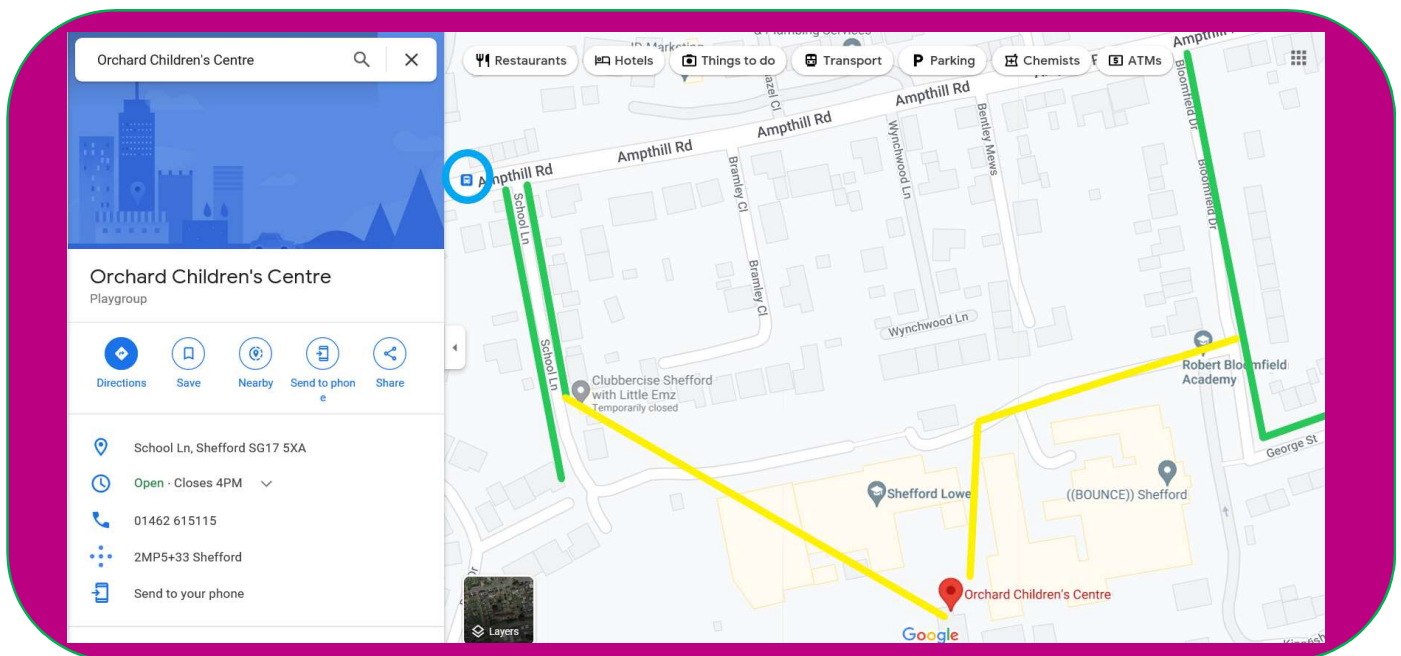 Orchard Children's Centre
Orchard Children's Centre
Playgroup
Directions
Save
Nearby
Send to phon
e
Share
School Ln, Shefford SG17 5XA
Open · Closes 4PM
01462 615115
2MP5+33 Shefford
Send to your phone
Restaurants
Hotels
Things to do
Transport
P Parking
Chemists
ATMs
Ampthill Rd
Ampthill Rd
Ampthill Rd
Ampthill Rd
School Ln
School Ln
Bramley Cl
Bramley Cl
Wynchwood Ln
Wynchwood Ln
Bentley Mews
Bloomfield Dr
Bloomfield Dr
Clubbercise Shefford
with Little Emz
Temporarily closed
Robert Bloomfield
Academy
George St
Shefford Lowe
((BOUNCE)) Shefford
Orchard Children's Centre
Layers
Google